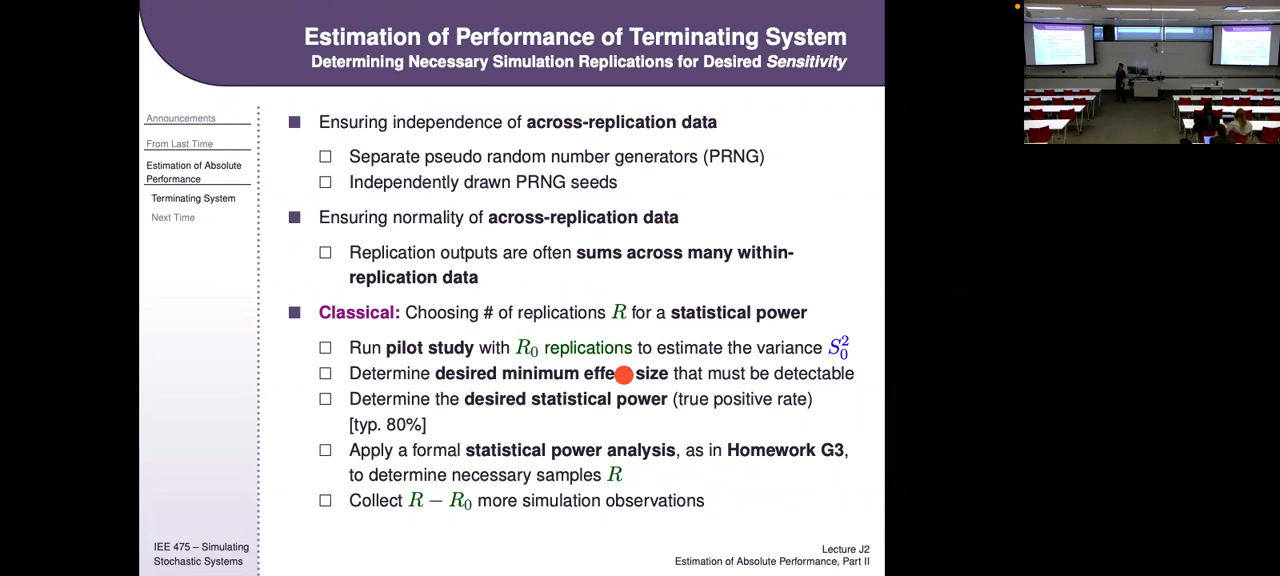 Estimation of Performance of Terminating System
Determining Necessary Simulation Replications for Desired Sensitivity
Announcements
From Last Time
Estimation of Absolute
Performance
Terminating System
Next Time
Ensuring independence of across-replication data
Separate pseudo random number generators (PRNG)
Independently drawn PRNG seeds
Ensuring normality of across-replication data
Replication outputs are often sums across many within-
replication data
Classical: Choosing # of replications R for a statistical power
Run pilot study with R₀ replications to estimate the variance S₀²
Determine desired minimum effe size that must be detectable
Determine the desired statistical power (true positive rate)
[typ. 80%]
Apply a formal statistical power analysis, as in Homework G3,
to determine necessary samples R
Collect R − R₀ more simulation observations
IEE 475 – Simulating
Stochastic Systems
Lecture J2
Estimation of Absolute Performance, Part II